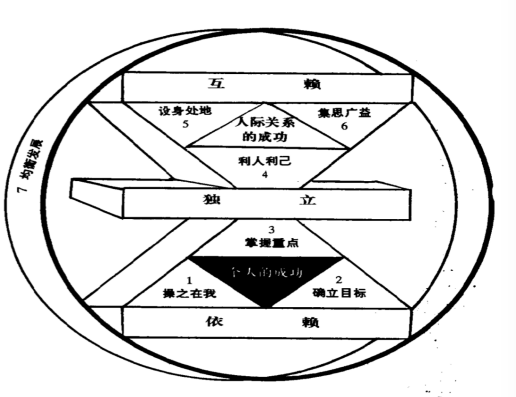 互 赖
设身处地
5
集思广益
6
人际关系
的成功
利人利己
4
7 均衡发展
独 立
3
掌握重点
个人的成功
1
操之在我
2
确立目标
依 赖